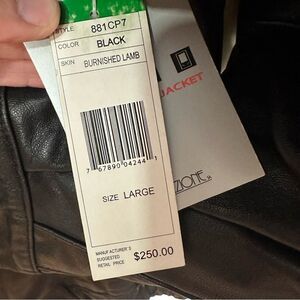 STYLE 881CP7
COLOR BLACK
SKIN BURNISHED LAMB
7 67890 04244 1
SIZE LARGE
MANUFACTURER'S
SUGGESTED
RETAIL PRICE $250.00
JACKET
ZIONE